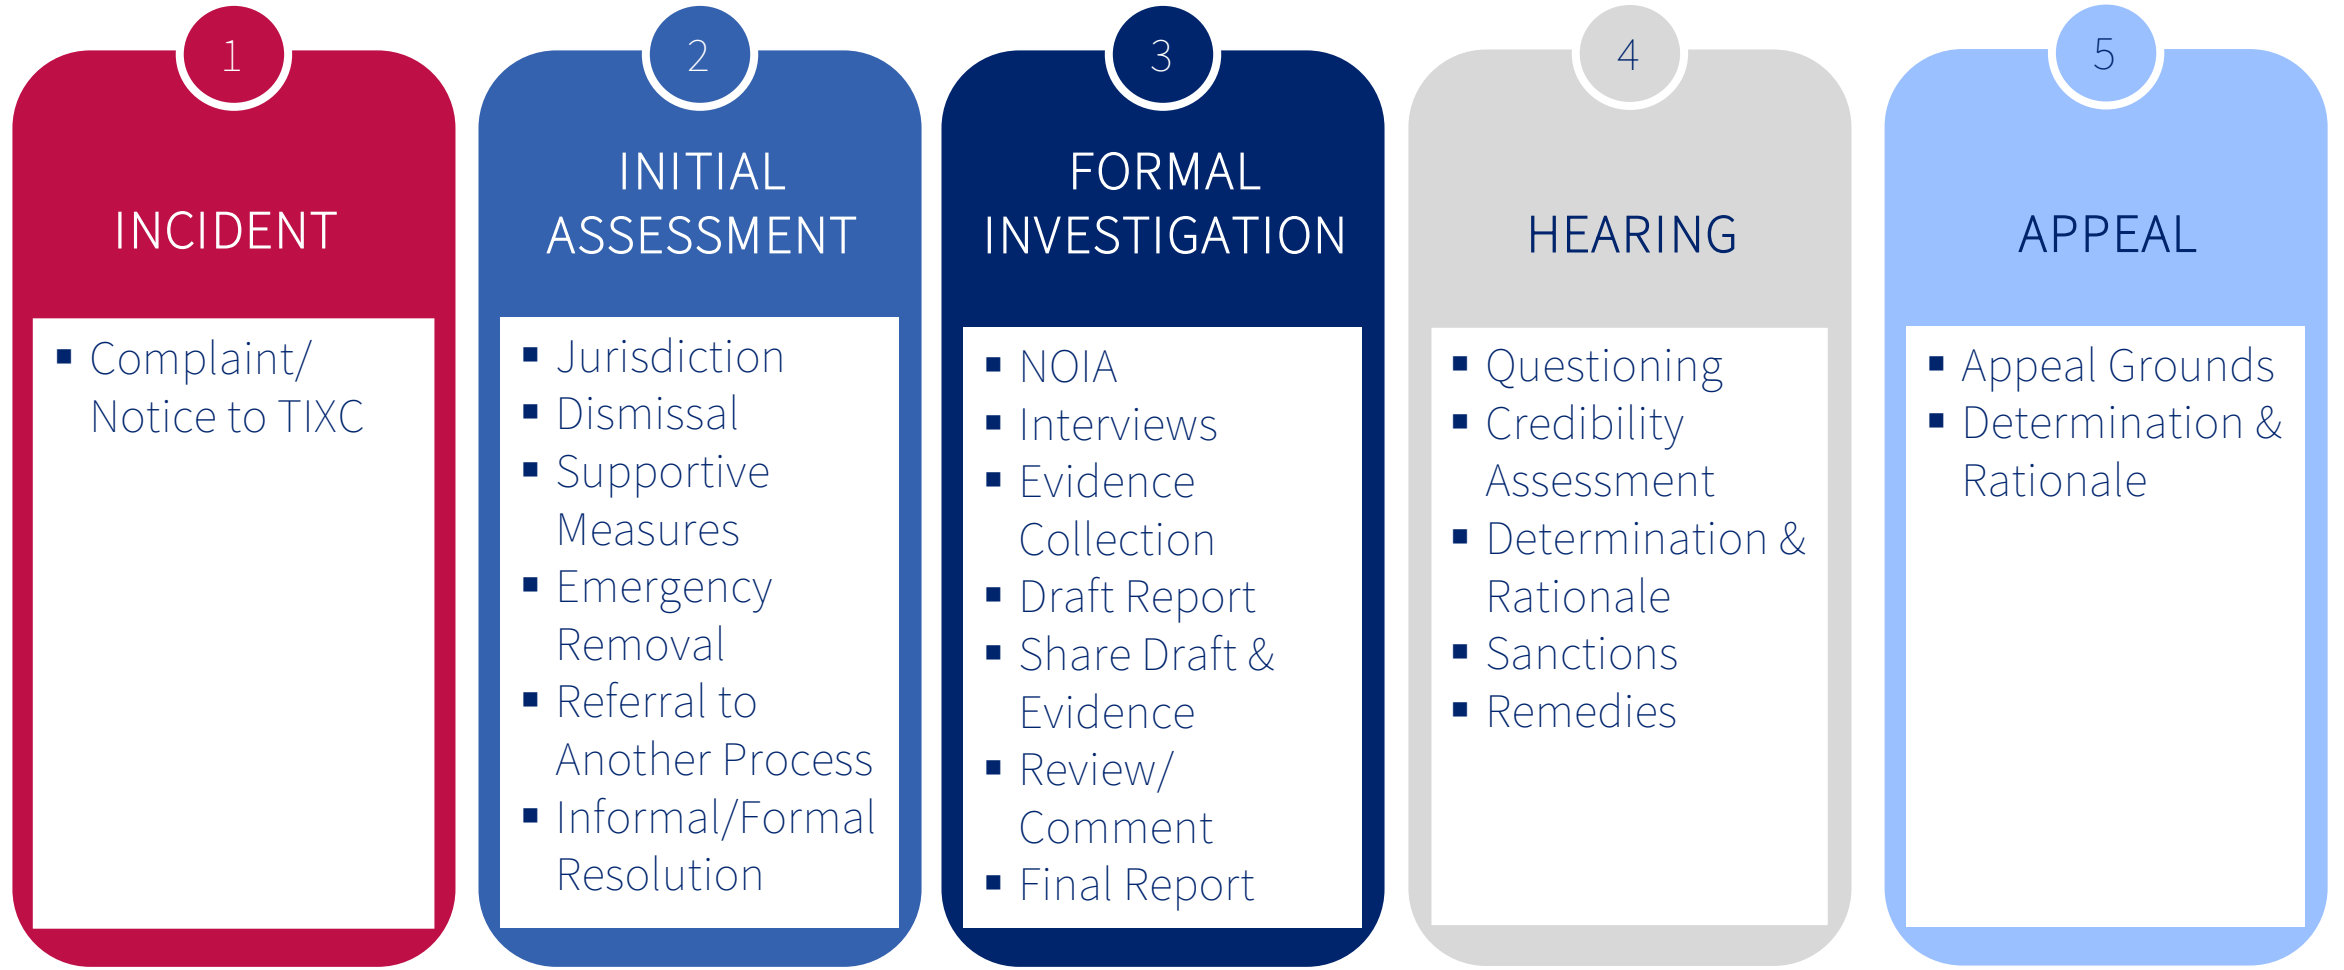 1
INCIDENT
▪ Complaint/
Notice to TIXC
2
INITIAL
ASSESSMENT
▪ Jurisdiction
▪ Dismissal
▪ Supportive
Measures
▪ Emergency
Removal
▪ Referral to
Another Process
▪ Informal/Formal
Resolution
3
FORMAL
INVESTIGATION
▪ NOIA
▪ Interviews
▪ Evidence
Collection
▪ Draft Report
▪ Share Draft &
Evidence
▪ Review/
Comment
▪ Final Report
4
HEARING
▪ Questioning
▪ Credibility
Assessment
▪ Determination &
Rationale
▪ Sanctions
▪ Remedies
5
APPEAL
▪ Appeal Grounds
▪ Determination &
Rationale